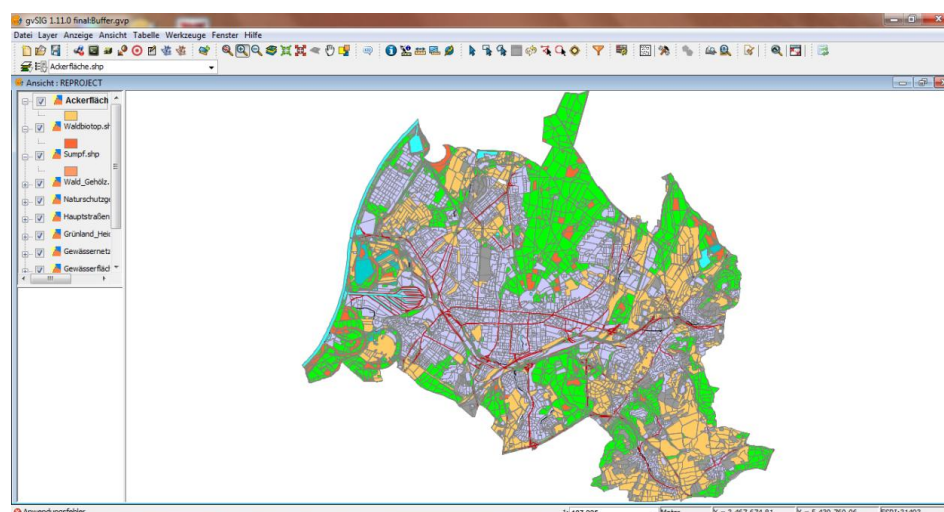 gvSIG 1.11.0 final:Buffer.gvp
Datei Layer Anzeige Ansicht Tabelle Werkzeuge Fenster Hilfe
Ackerfläche.shp
Ansicht : REPROJECT
Ackerfläch
Waldbiotop.sh
Sumpf.shp
Wald_Gehölz.
Naturschutzge
Hauptstraßen
Grünland_Heid
Gewässernetz
Gewässerfläch
Anwendungsfehler
Meter